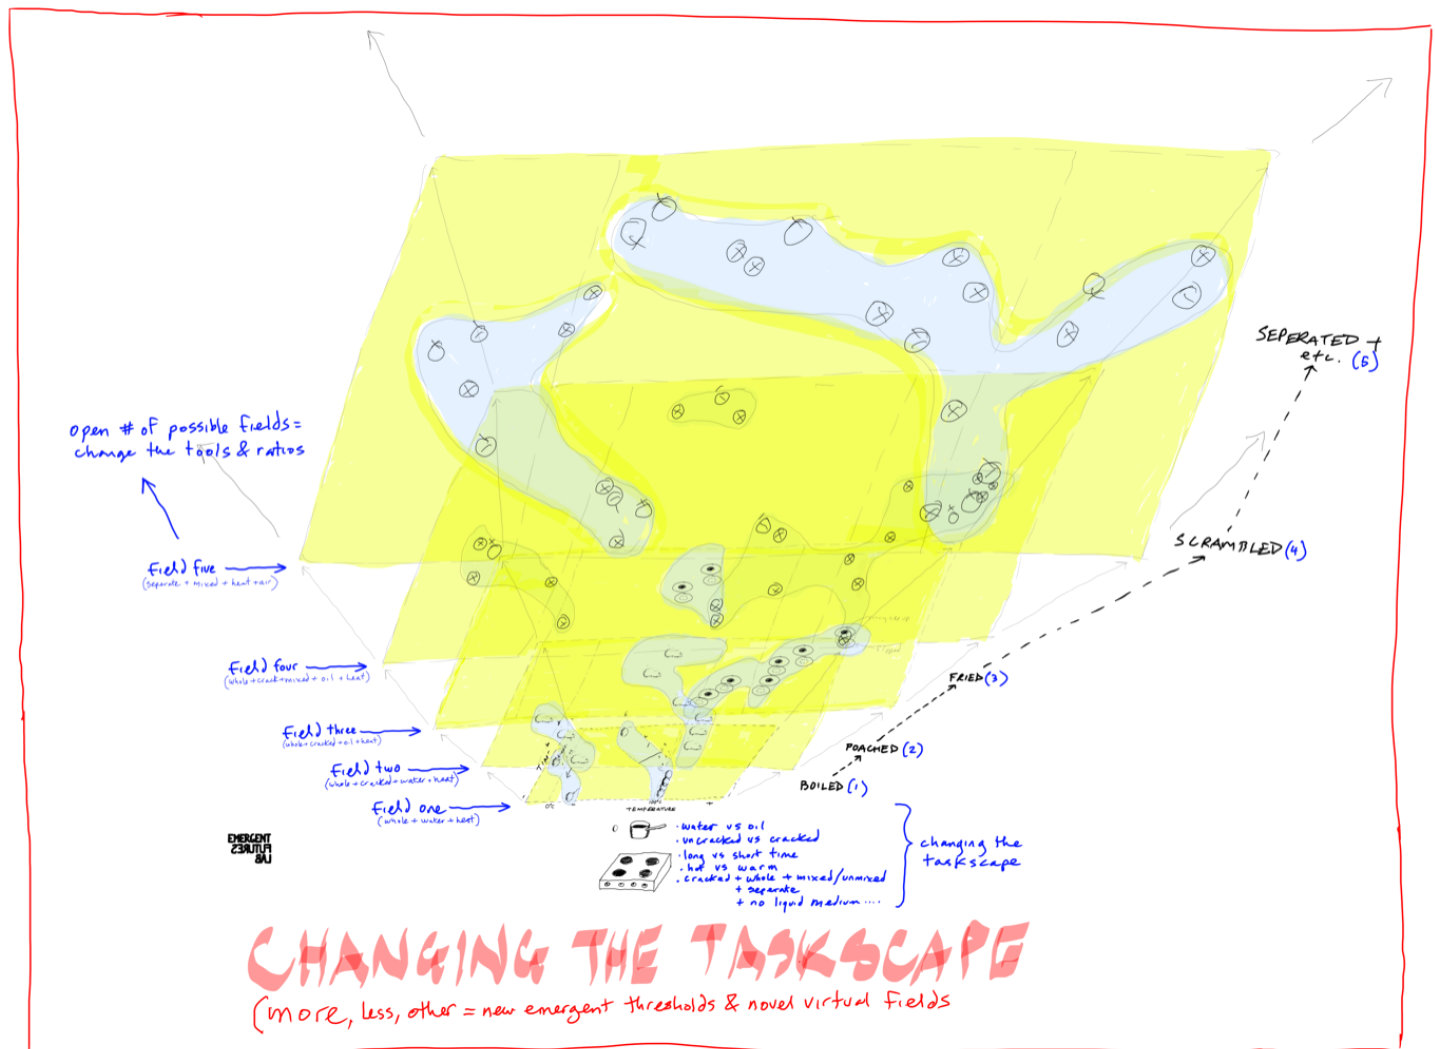 SEPERATED +
etc. (5)
open # of possible fields =
change the tools & ratios
SCRAMBLED (4)
field five
(separate + mixed + heat + air)
field four
(whole + crack + mixed + oil + heat)
FRIED (3)
field three
(whole + cracked + oil + heat)
POACHED (2)
field two
(whole + cracked + water + heat)
BOILED (1)
field one
(whole + water + heat)
TEMPERATURE
EMERGENT
FUTURES
LAB
· water vs oil
· uncracked vs cracked
· long vs short time
· hot vs warm
· cracked + whole + mixed/unmixed
+ separate
+ no liquid medium ....
changing the
taskscape
CHANGING THE TASKSCAPE
(more, less, other = new emergent thresholds & novel virtual fields